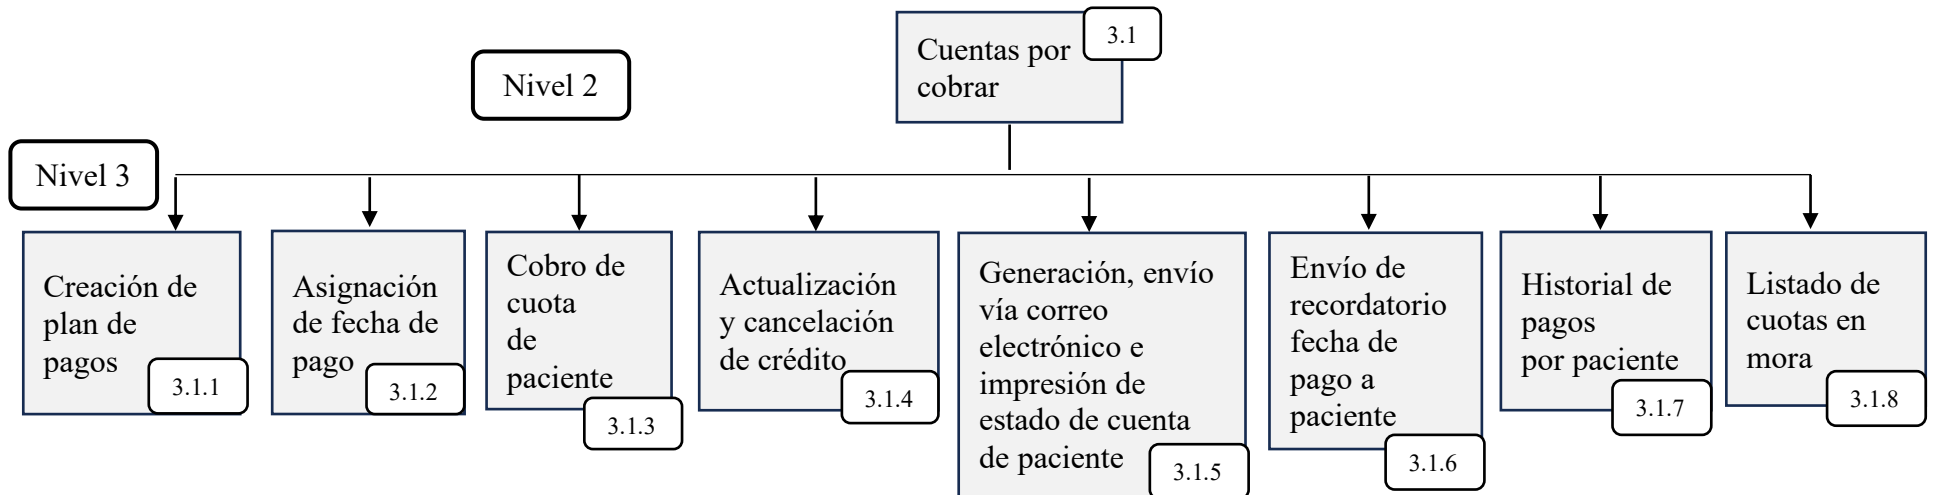 Cuentas por
cobrar
3.1
Nivel 2
Nivel 3
Creación de
plan de
pagos
3.1.1
Asignación
de fecha de
pago
3.1.2
Cobro de
cuota
de
paciente
3.1.3
Actualización
y cancelación
de crédito
3.1.4
Generación, envío
vía correo
electrónico e
impresión de
estado de cuenta
de paciente
3.1.5
Envío de
recordatorio
fecha de
pago a
paciente
3.1.6
Historial de
pagos
por paciente
3.1.7
Listado de
cuotas en
mora
3.1.8